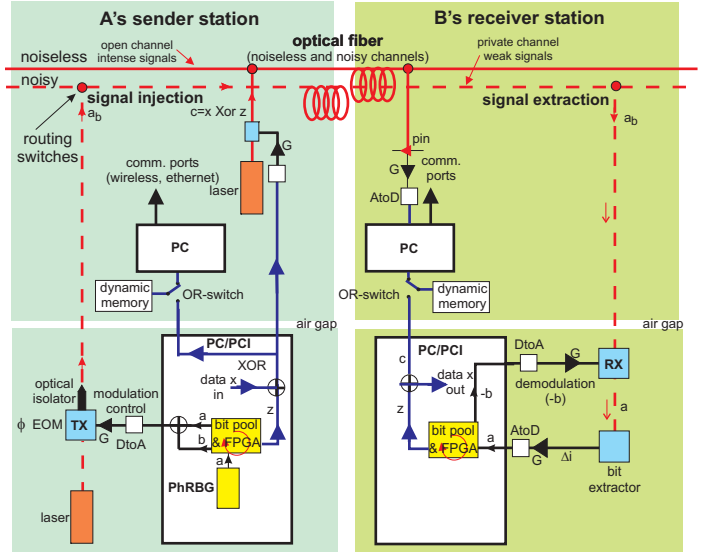 A's sender station
B's receiver station
noiseless
open channel
intense signals
optical fiber
(noiseless and noisy channels)
private channel
weak signals
noisy
signal injection
signal extraction
c=x Xor z
a_b
a_b
routing
switches
G
pin
comm. ports
(wireless, ethernet)
laser
G
comm.
ports
AtoD
PC
PC
dynamic
memory
OR-switch
OR-switch
dynamic
memory
air gap
air gap
PC/PCI
PC/PCI
DtoA
G
RX
demodulation
(-b)
optical
isolator
modulation
control
XOR
data x
in
c
data x
out
-b
a
ϕ EOM
TX
G
DtoA
a
b
z
bit pool
& FPGA
z
bit pool
& FPGA
a
AtoD
G
Δi
bit
extractor
a
PhRBG
laser